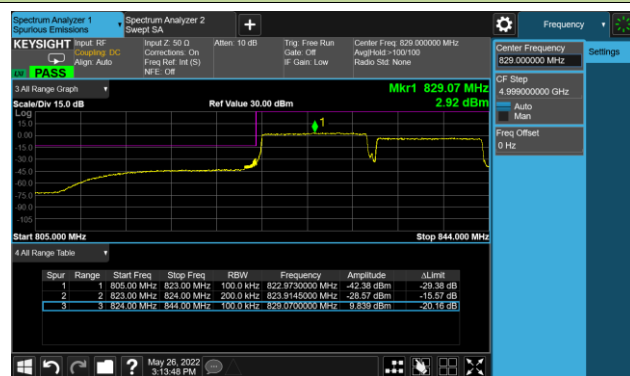 Spectrum Analyzer 1
Spurious Emissions
Spectrum Analyzer 2
Swept SA
+
Frequency
KEYSIGHT
Input: RF
Coupling: DC
Align: Auto
Input Z: 50 Ω
Corrections: On
Freq Ref: Int (S)
NFE: Off
Atten: 10 dB
Trig: Free Run
Gate: Off
IF Gain: Low
Center Freq: 829.000000 MHz
Avg|Hold:>100/100
Radio Std: None
PASS
Center Frequency
829.000000 MHz
Settings
CF Step
4.999000000 GHz
Auto
Man
Freq Offset
0 Hz
3 All Range Graph
Mkr1 829.07 MHz
Scale/Div 15.0 dB
Ref Value 30.00 dBm
2.92 dBm
Log
15.0
0.00
-15.0
-30.0
-45.0
-60.0
-75.0
-90.0
-105
1
Start 805.000 MHz
Stop 844.000 MHz
4 All Range Table
Spur Range Start Freq Stop Freq RBW Frequency Amplitude ΔLimit
1 1 805.00 MHz 823.00 MHz 100.0 kHz 822.9730000 MHz -42.38 dBm -29.38 dB
2 2 823.00 MHz 824.00 MHz 200.0 kHz 823.9145000 MHz -28.57 dBm -15.57 dB
3 3 824.00 MHz 844.00 MHz 100.0 kHz 829.0700000 MHz 9.839 dBm -20.16 dB
?
May 26, 2022
3:13:48 PM